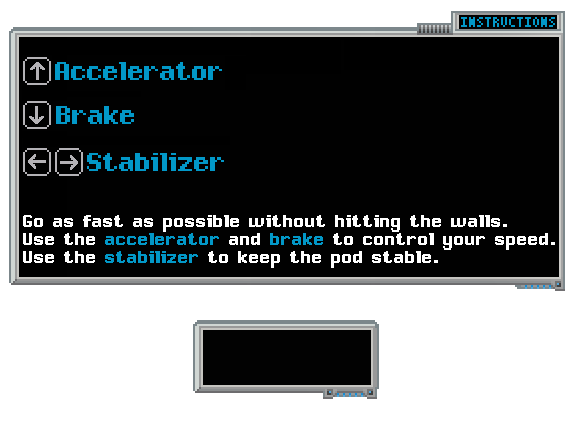 INSTRUCTIONS
↑ Accelerator
↓ Brake
← → Stabilizer
Go as fast as possible without hitting the walls.
Use the accelerator and brake to control your speed.
Use the stabilizer to keep the pod stable.